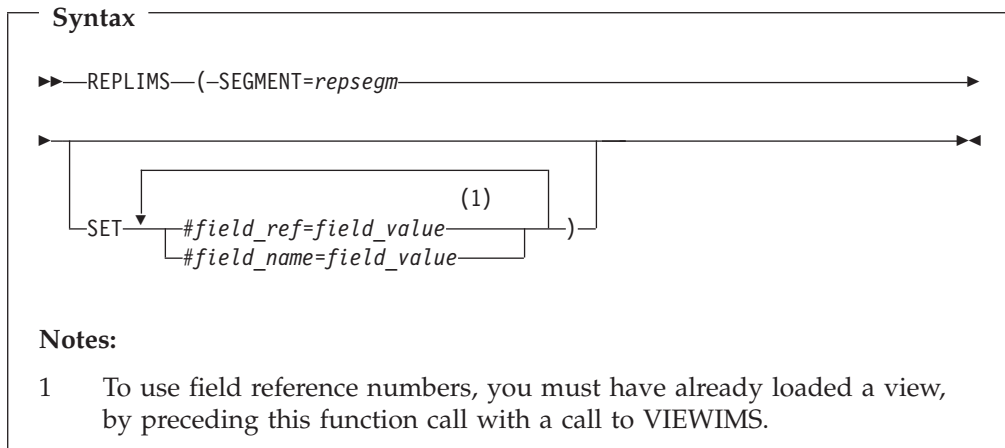 Syntax
REPLIMS ( SEGMENT=repsegm
(1)
SET #field_ref=field_value )
#field_name=field_value
Notes:
1 To use field reference numbers, you must have already loaded a view,
by preceding this function call with a call to VIEWIMS.